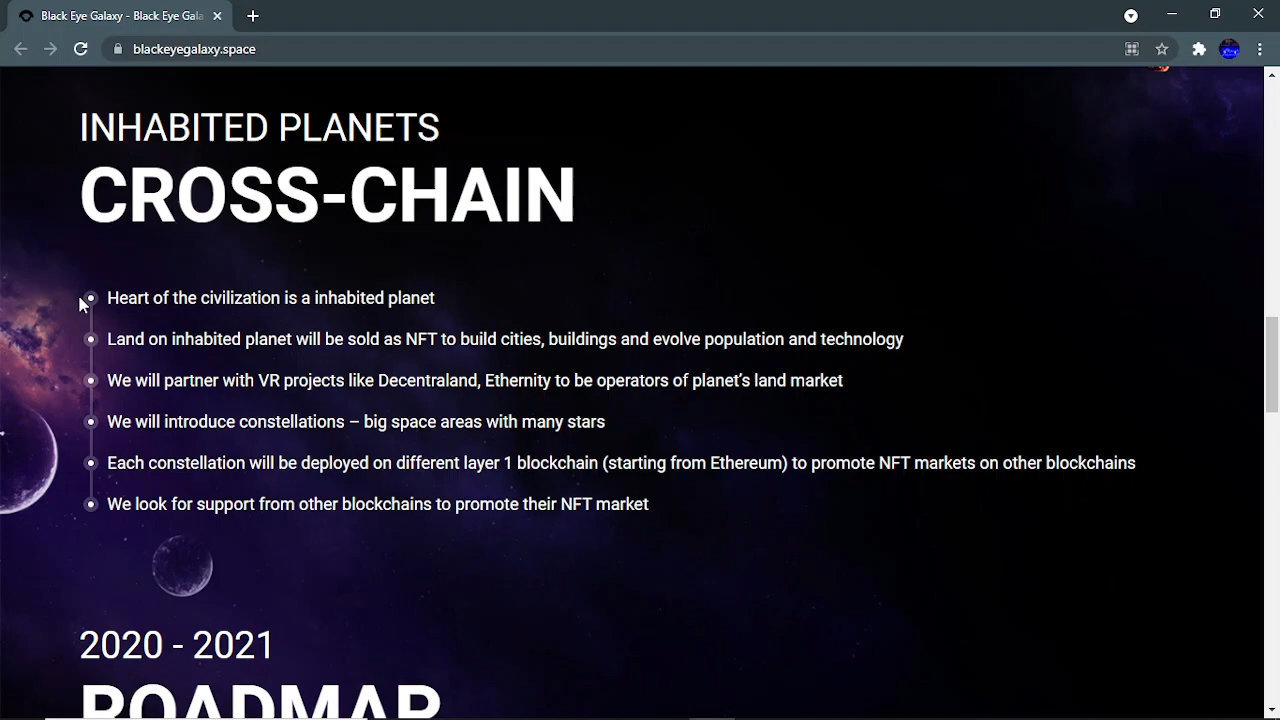 Black Eye Galaxy - Black Eye Gala
blackeyegalaxy.space
INHABITED PLANETS
CROSS-CHAIN
Heart of the civilization is a inhabited planet
Land on inhabited planet will be sold as NFT to build cities, buildings and evolve population and technology
We will partner with VR projects like Decentraland, Ethernity to be operators of planet's land market
We will introduce constellations – big space areas with many stars
Each constellation will be deployed on different layer 1 blockchain (starting from Ethereum) to promote NFT markets on other blockchains
We look for support from other blockchains to promote their NFT market
2020 - 2021
ROADMAP